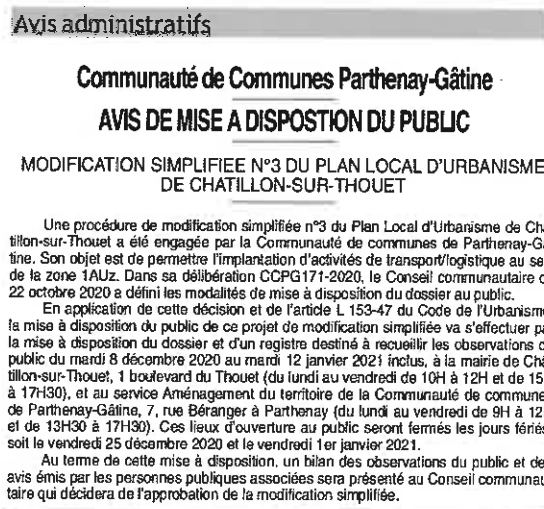 Avis administratifs
Communauté de Communes Parthenay-Gâtine
AVIS DE MISE A DISPOSTION DU PUBLIC
MODIFICATION SIMPLIFIEE N°3 DU PLAN LOCAL D'URBANISME
DE CHATILLON-SUR-THOUET
Une procédure de modification simplifiée n°3 du Plan Local d'Urbanisme de Châ
tillon-sur-Thouet a été engagée par la Communauté de communes de Parthenay-Gâ
tine. Son objet est de permettre l'implantation d'activités de transport/logistique au se
de la zone 1AUz. Dans sa délibération CCPG171-2020, le Conseil communautaire d
22 octobre 2020 a défini les modalités de mise à disposition du dossier au public.
En application de cette décision et de l'article L 153-47 du Code de l'Urbanisme
la mise à disposition du public de ce projet de modification simplifiée va s'effectuer pa
la mise à disposition du dossier et d'un registre destiné à recueillir les observations d
public du mardi 8 décembre 2020 au mardi 12 janvier 2021 inclus, à la mairie de Châ
tillon-sur-Thouet, 1 boulevard du Thouet (du lundi au vendredi de 10H à 12H et de 15
à 17H30), et au service Aménagement du territoire de la Communauté de commune
de Parthenay-Gâtine, 7, rue Béranger à Parthenay (du lundi au vendredi de 9H à 12
et de 13H30 à 17H30). Ces lieux d'ouverture au public seront fermés les jours fériés
soit le vendredi 25 décembre 2020 et le vendredi 1er janvier 2021.
Au terme de cette mise à disposition, un bilan des observations du public et de
avis émis par les personnes publiques associées sera présenté au Conseil communau
taire qui décidera de l'approbation de la modification simplifiée.